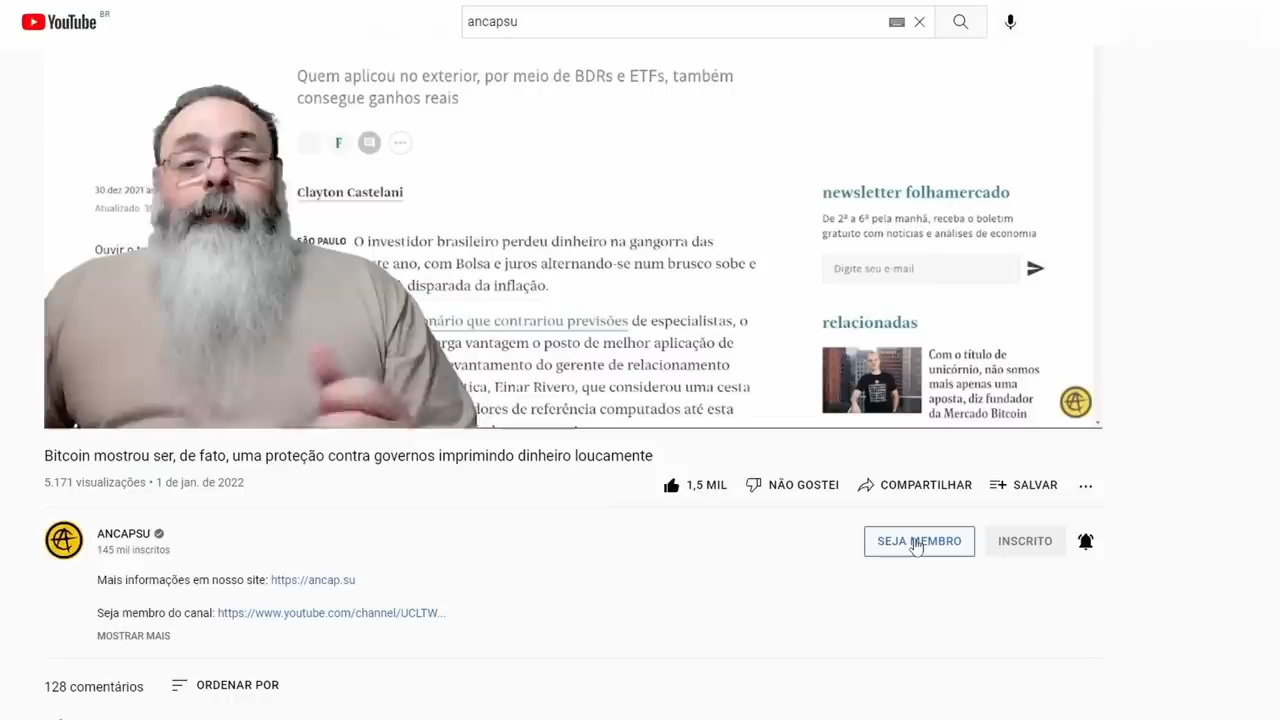 YouTube BR
ancapsu
Quem aplicou no exterior, por meio de BDRs e ETFs, também
consegue ganhos reais
F
30 dez 2021
Atualizado
Clayton Castelani
Ouvir o
SÃO PAULO O investidor brasileiro perdeu dinheiro na gangorra das
te ano, com Bolsa e juros alternando-se num brusco sobe e
disparada da inflação.
nário que contrariou previsões de especialistas, o
rga vantagem o posto de melhor aplicação de
vantamento do gerente de relacionamento
tica, Einar Rivero, que considerou uma cesta
dores de referência computados até esta
newsletter folhamercado
De 2ª a 6ª pela manhã, receba o boletim
gratuito com notícias e análises de economia
Digite seu e-mail
relacionadas
Com o título de
unicórnio, não somos
mais apenas uma
aposta, diz fundador
da Mercado Bitcoin
Bitcoin mostrou ser, de fato, uma proteção contra governos imprimindo dinheiro loucamente
5.171 visualizações • 1 de jan. de 2022
1,5 MIL NÃO GOSTEI COMPARTILHAR SALVAR ...
ANCAPSU
145 mil inscritos
SEJA MEMBRO INSCRITO
Mais informações em nosso site: https://ancap.su
Seja membro do canal: https://www.youtube.com/channel/UCLTW...
MOSTRAR MAIS
128 comentários ORDENAR POR